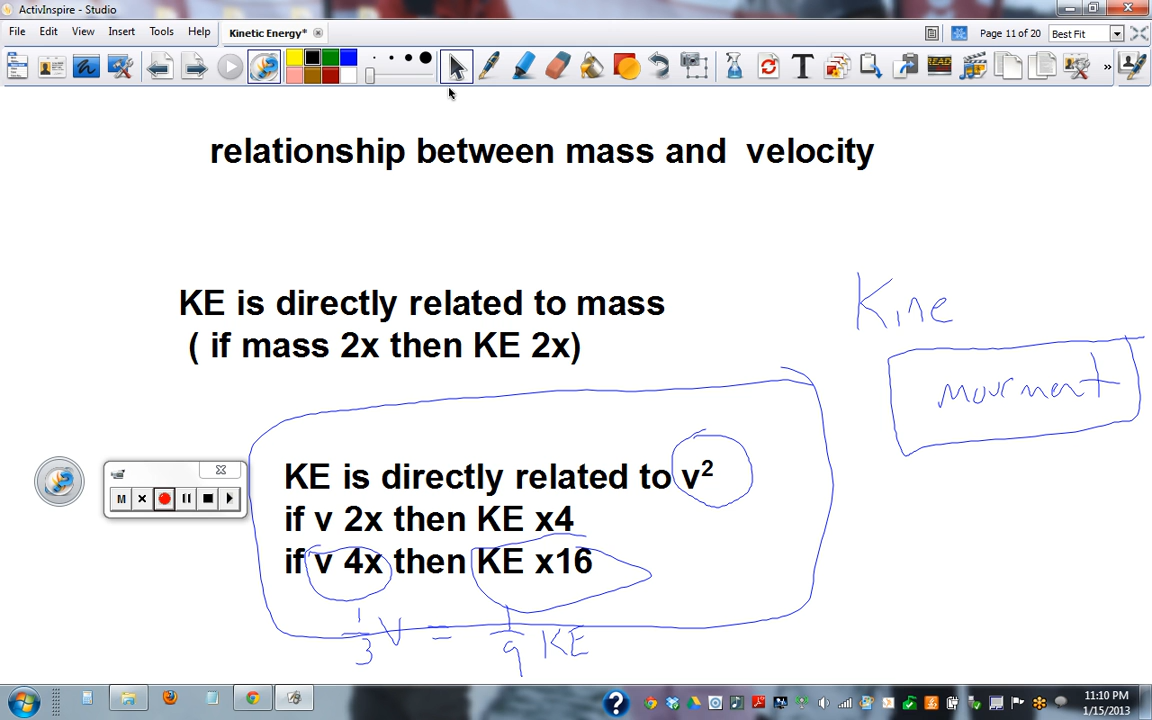 ActivInspire - Studio
File Edit View Insert Tools Help Kinetic Energy* Page 11 of 20 Best Fit
relationship between mass and velocity
KE is directly related to mass
( if mass 2x then KE 2x)
Kine
movement
KE is directly related to v²
if v 2x then KE x4
if v 4x then KE x16
1/3 V = 1/9 KE
M
11:10 PM
1/15/2013